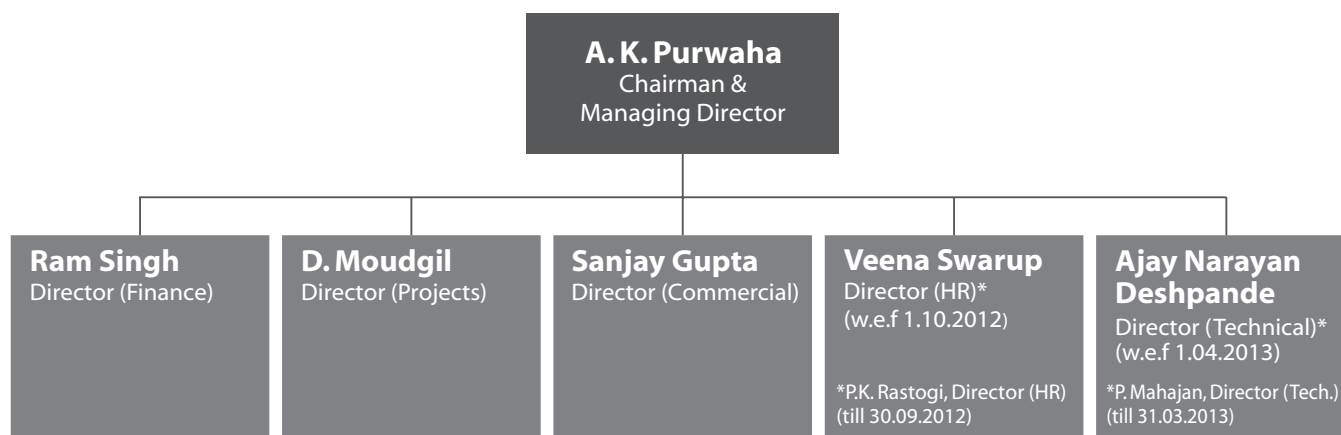 A. K. Purwaha
Chairman &
Managing Director
Ram Singh
Director (Finance)
D. Moudgil
Director (Projects)
Sanjay Gupta
Director (Commercial)
Veena Swarup
Director (HR)*
(w.e.f 1.10.2012)
*P.K. Rastogi, Director (HR)
(till 30.09.2012)
Ajay Narayan
Deshpande
Director (Technical)*
(w.e.f 1.04.2013)
*P. Mahajan, Director (Tech.)
(till 31.03.2013)